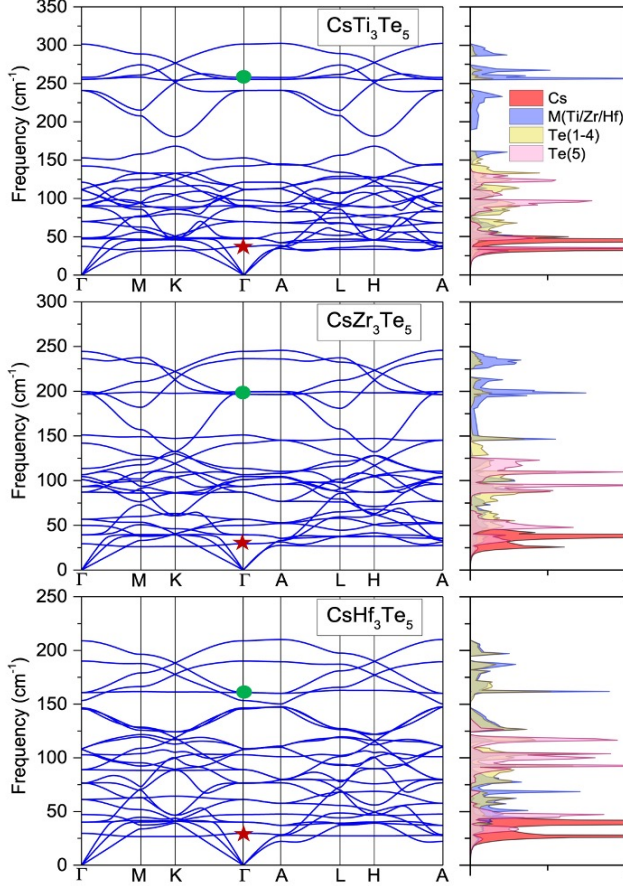 CsTi₃Te₅
Frequency (cm⁻¹)
350
300
250
200
150
100
50
0
Γ M K Γ A L H A
Cs
M(Ti/Zr/Hf)
Te(1-4)
Te(5)
CsZr₃Te₅
Frequency (cm⁻¹)
300
250
200
150
100
50
0
Γ M K Γ A L H A
CsHf₃Te₅
Frequency (cm⁻¹)
250
200
150
100
50
0
Γ M K Γ A L H A